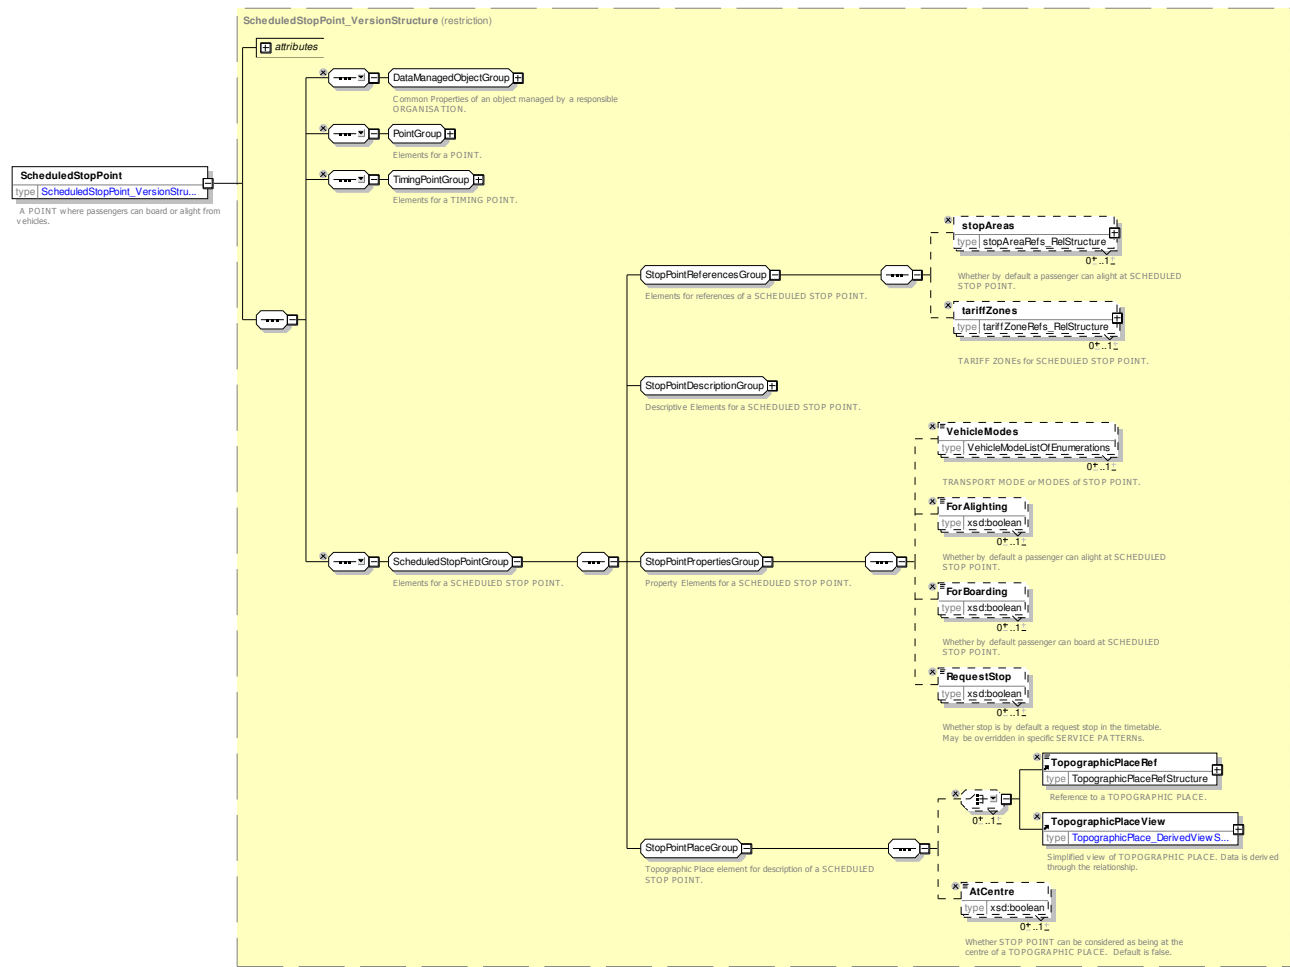 ScheduledStopPoint_VersionStructure (restriction)
attributes
DataManagedObjectGroup
Common Properties of an object managed by a responsible
ORGANISATION.
PointGroup
Elements for a POINT.
ScheduledStopPoint
type ScheduledStopPoint_VersionStru...
A POINT where passengers can board or alight from
vehicles.
TimingPointGroup
Elements for a TIMING POINT.
stopAreas
type stopAreaRefs_RelStructure
0..1
Whether by default a passenger can alight at SCHEDULED
STOP POINT.
StopPointReferencesGroup
Elements for references of a SCHEDULED STOP POINT.
tariffZones
type tariffZoneRefs_RelStructure
0..1
TARIFF ZONEs for SCHEDULED STOP POINT.
StopPointDescriptionGroup
Descriptive Elements for a SCHEDULED STOP POINT.
VehicleModes
type VehicleModeListOfEnumerations
0..1
TRANSPORT MODE or MODES of STOP POINT.
ForAlighting
type xsd:boolean
0..1
Whether by default a passenger can alight at SCHEDULED
STOP POINT.
ScheduledStopPointGroup
Elements for a SCHEDULED STOP POINT.
StopPointPropertiesGroup
Property Elements for a SCHEDULED STOP POINT.
ForBoarding
type xsd:boolean
0..1
Whether by default passenger can board at SCHEDULED
STOP POINT.
RequestStop
type xsd:boolean
0..1
Whether stop is by default a request stop in the timetable.
May be overridden in specific SERVICE PATTERNs.
TopographicPlaceRef
type TopographicPlaceRefStructure
Reference to a TOPOGRAPHIC PLACE.
0..1
TopographicPlaceView
type TopographicPlace_DerivedViewS...
Simplified view of TOPOGRAPHIC PLACE. Data is derived
through the relationship.
StopPointPlaceGroup
Topographic Place element for description of a SCHEDULED
STOP POINT.
AtCentre
type xsd:boolean
0..1
Whether STOP POINT can be considered as being at the
centre of a TOPOGRAPHIC PLACE. Default is false.